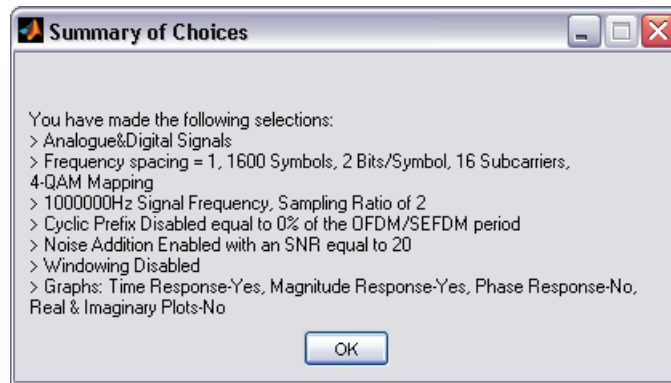 Summary of Choices
You have made the following selections:
> Analogue&Digital Signals
> Frequency spacing = 1, 1600 Symbols, 2 Bits/Symbol, 16 Subcarriers,
4-QAM Mapping
> 1000000Hz Signal Frequency, Sampling Ratio of 2
> Cyclic Prefix Disabled equal to 0% of the OFDM/SEFDM period
> Noise Addition Enabled with an SNR equal to 20
> Windowing Disabled
> Graphs: Time Response-Yes, Magnitude Response-Yes, Phase Response-No,
Real & Imaginary Plots-No
OK